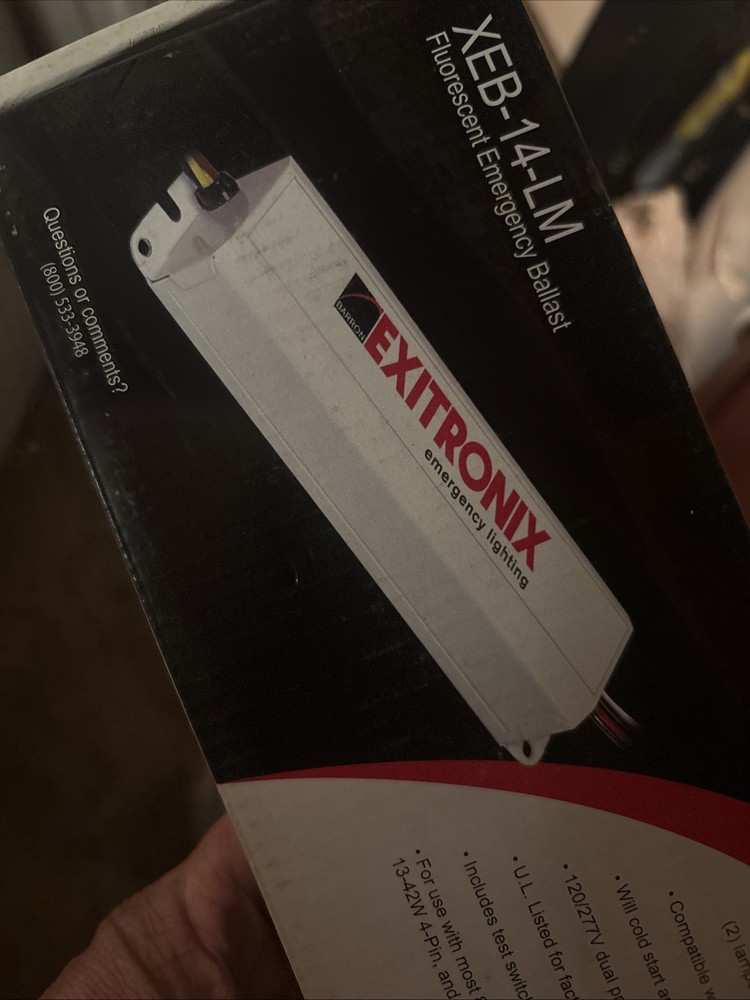 XEB-14-LM
Fluorescent Emergency Ballast
BARRON
EXITRONIX
emergency lighting
Questions or comments?
(800) 533-3948
(2)
• Compatible
• Will cold start
• 120/277V dual
• U.L. Listed for
• Includes test
• For use with most
13-42W 4-Pin, and